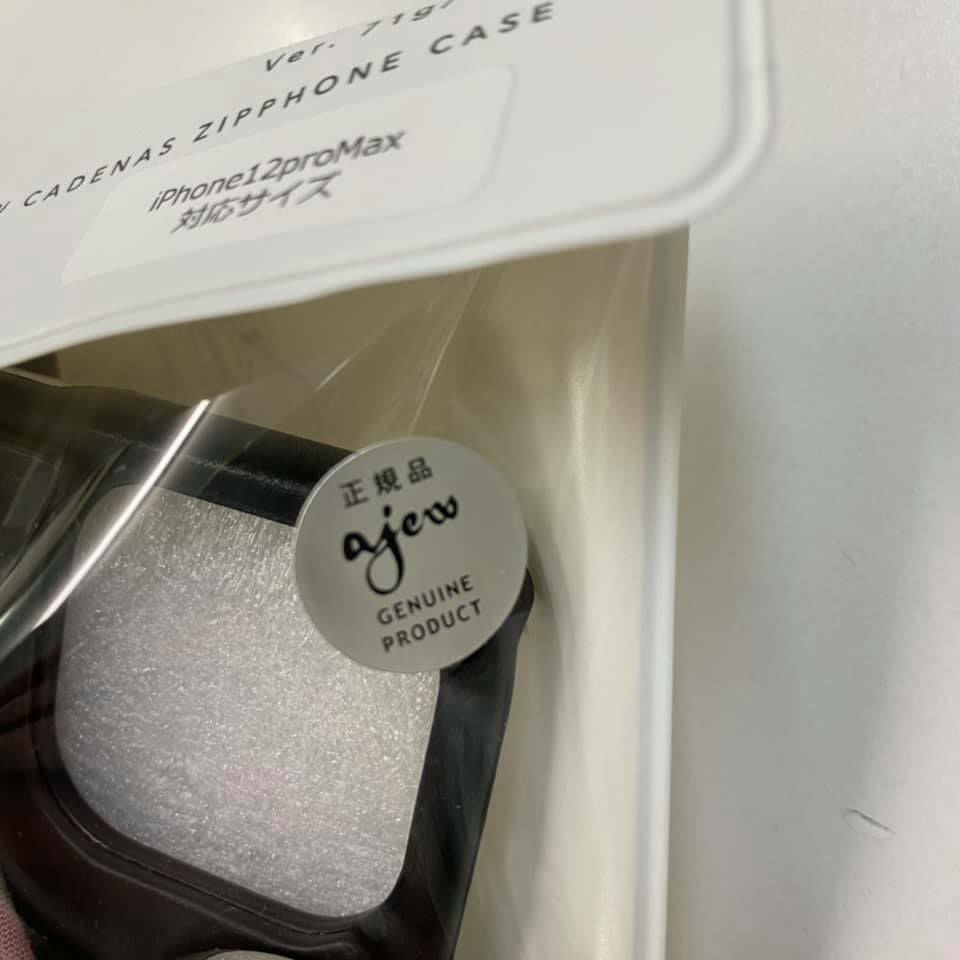 Ver.
CADENAS ZIPPHONE CASE
iPhone12proMax
対応サイズ
正規品
ajew
GENUINE
PRODUCT